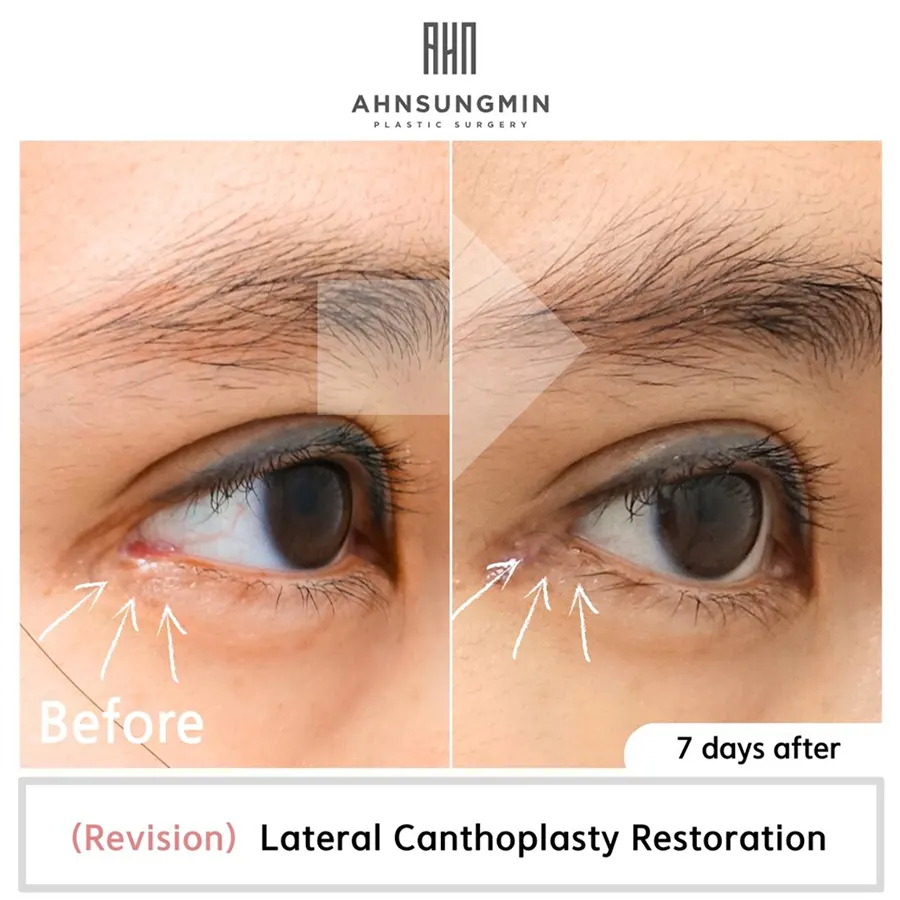 AHN
AHNSUNGMIN
PLASTIC SURGERY
Before
7 days after
(Revision) Lateral Canthoplasty Restoration